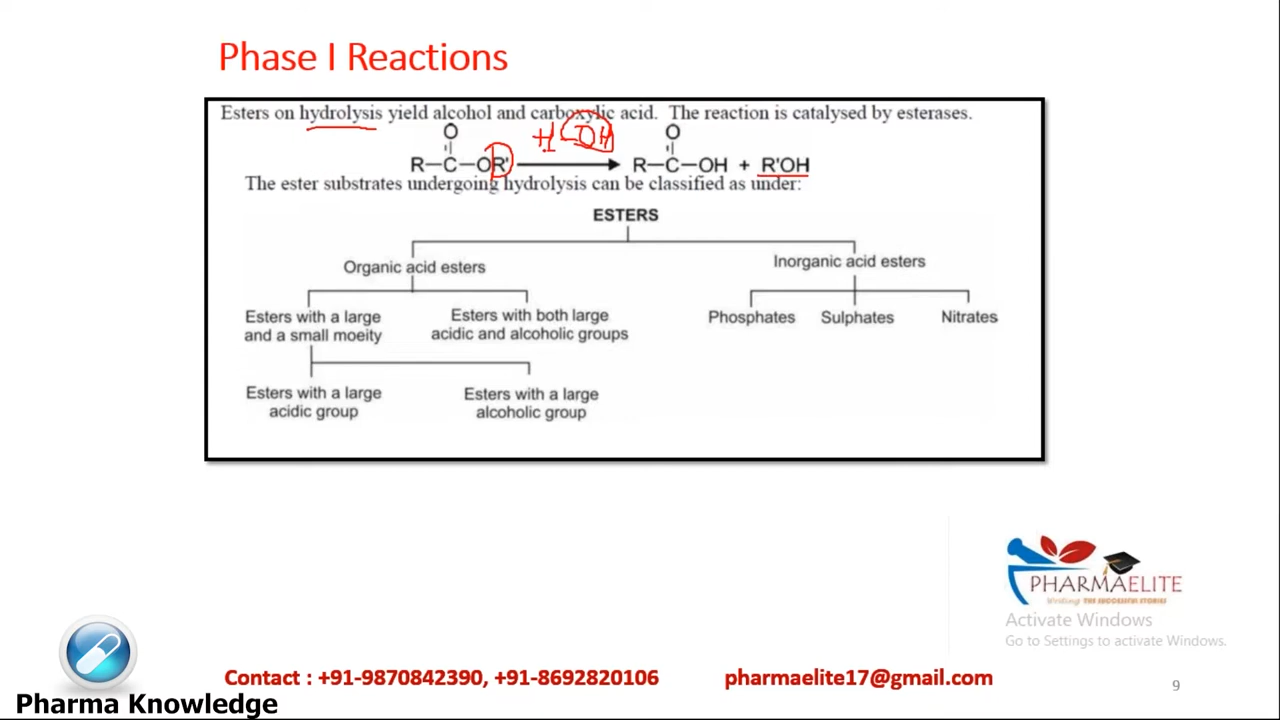 Phase I Reactions
Esters on hydrolysis yield alcohol and carboxylic acid. The reaction is catalysed by esterases.
H OH
O O
R–C–OR' R–C–OH + R'OH
The ester substrates undergoing hydrolysis can be classified as under:
ESTERS
Organic acid esters
Inorganic acid esters
Esters with a large
and a small moeity
Esters with both large
acidic and alcoholic groups
Phosphates
Sulphates
Nitrates
Esters with a large
acidic group
Esters with a large
alcoholic group
PHARMAELITE
Writing THE SUCCESSFUL STORIES
Activate Windows
Go to Settings to activate Windows.
Contact : +91-9870842390, +91-8692820106
pharmaelite17@gmail.com
9
Pharma Knowledge